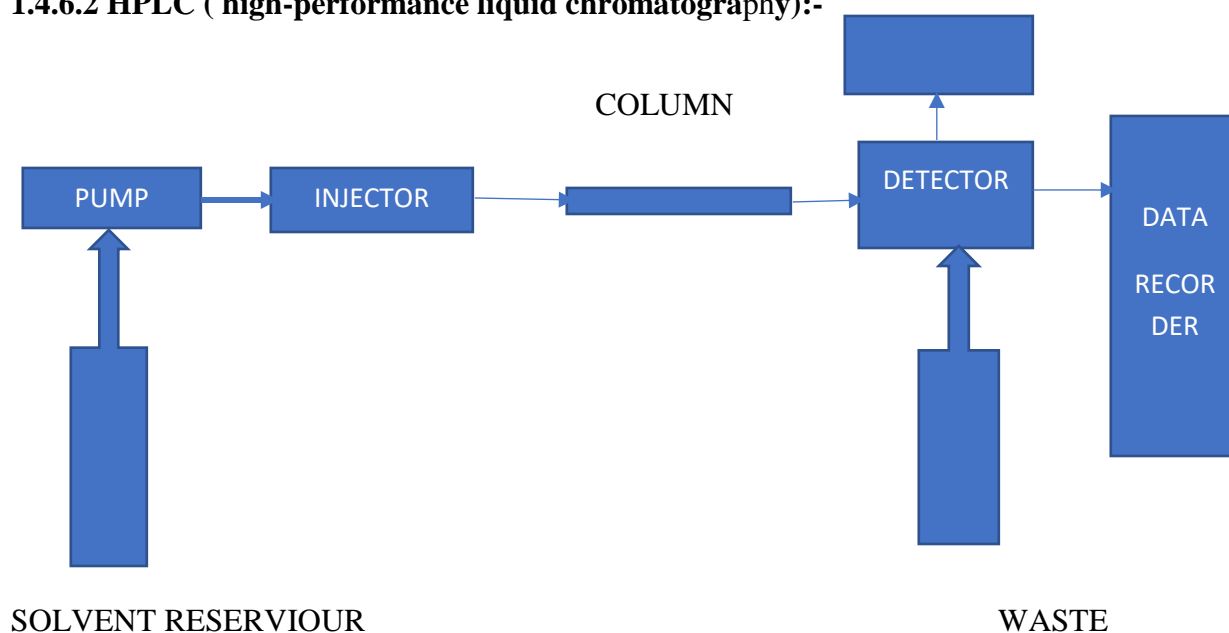 1.4.6.2 HPLC ( high-performance liquid chromatography):-
COLUMN
PUMP
INJECTOR
DETECTOR
DATA
RECOR
DER
SOLVENT RESERVIOUR
WASTE